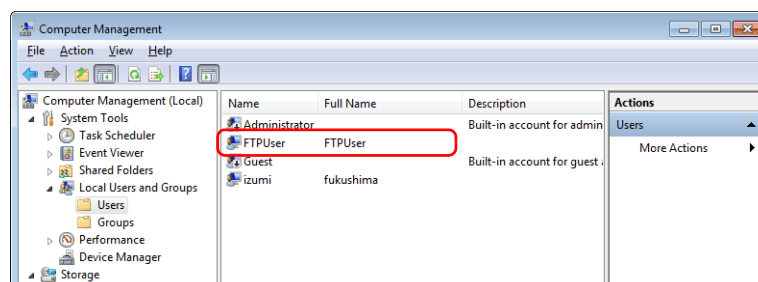 Computer Management
File Action View Help
Computer Management (Local)
System Tools
Task Scheduler
Event Viewer
Shared Folders
Local Users and Groups
Users
Groups
Performance
Device Manager
Storage
Name Full Name Description
Administrator Built-in account for admin
FTPUser FTPUser
Guest Built-in account for guest
izumi fukushima
Actions
Users
More Actions